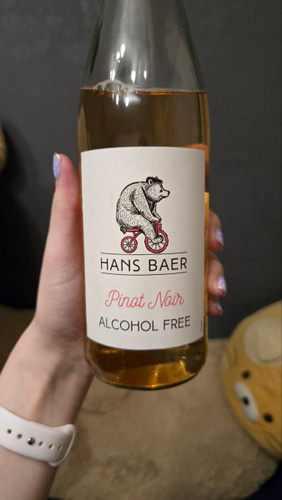 HANS BAER
Pinot Noir
ALCOHOL FREE